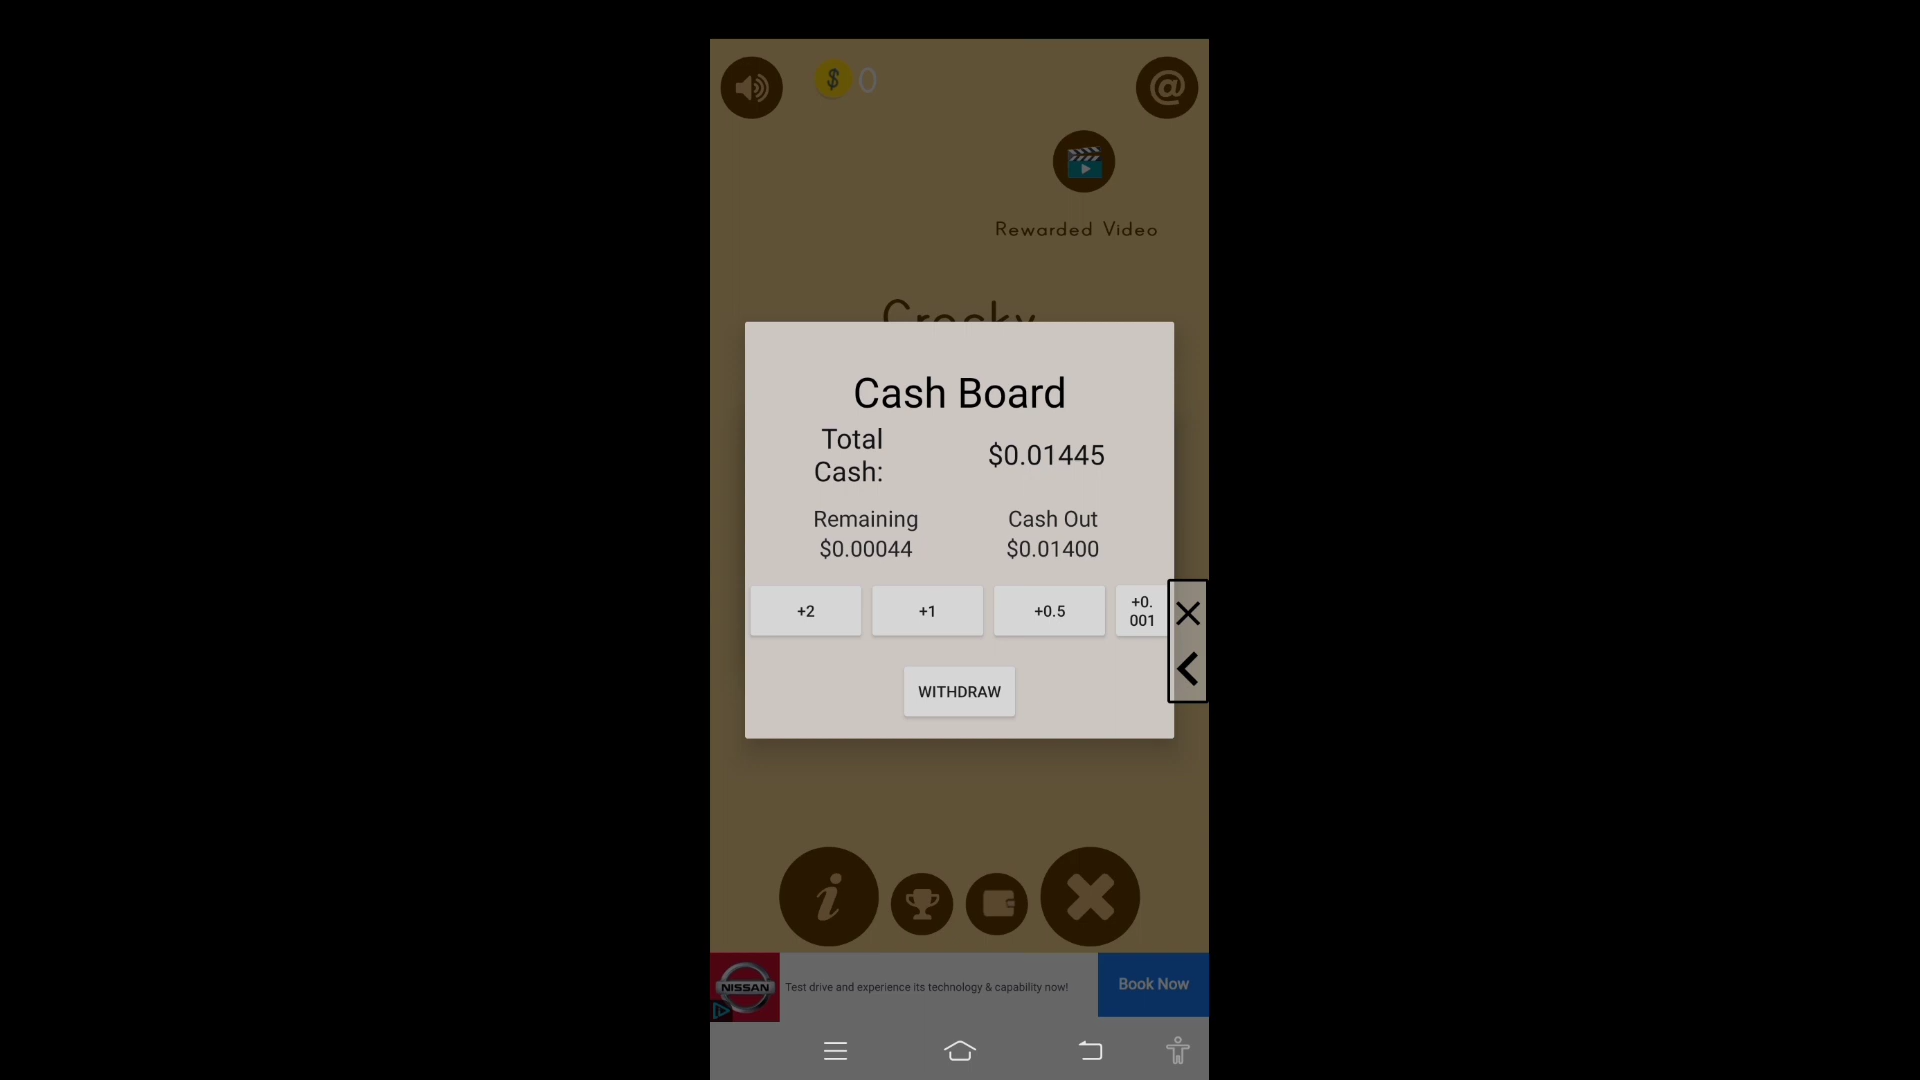 $ 0
@
Rewarded Video
Crocky
Cash Board
Total
Cash:
$0.01445
Remaining
Cash Out
$0.00044
$0.01400
+2
+1
+0.5
+0.
001
WITHDRAW
i
NISSAN
Test drive and experience its technology & capability now!
Book Now